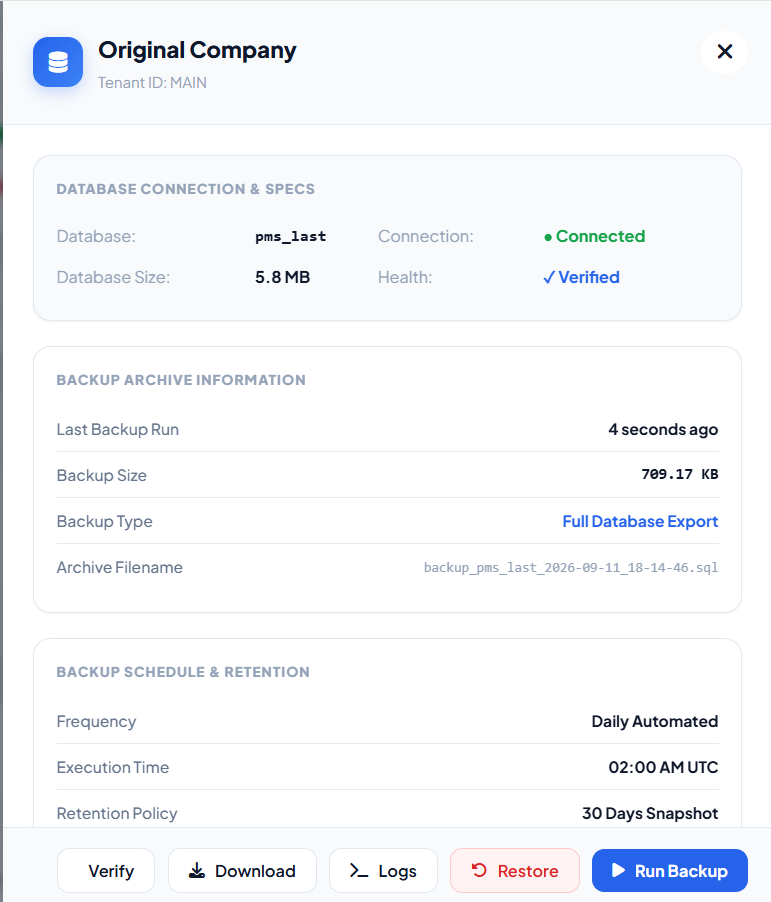 Original Company
Tenant ID: MAIN
DATABASE CONNECTION & SPECS
Database: pms_last Connection: ● Connected
Database Size: 5.8 MB Health: ✓ Verified
BACKUP ARCHIVE INFORMATION
Last Backup Run 4 seconds ago
Backup Size 709.17 KB
Backup Type Full Database Export
Archive Filename backup_pms_last_2026-09-11_18-14-46.sql
BACKUP SCHEDULE & RETENTION
Frequency Daily Automated
Execution Time 02:00 AM UTC
Retention Policy 30 Days Snapshot
Verify Download Logs Restore Run Backup